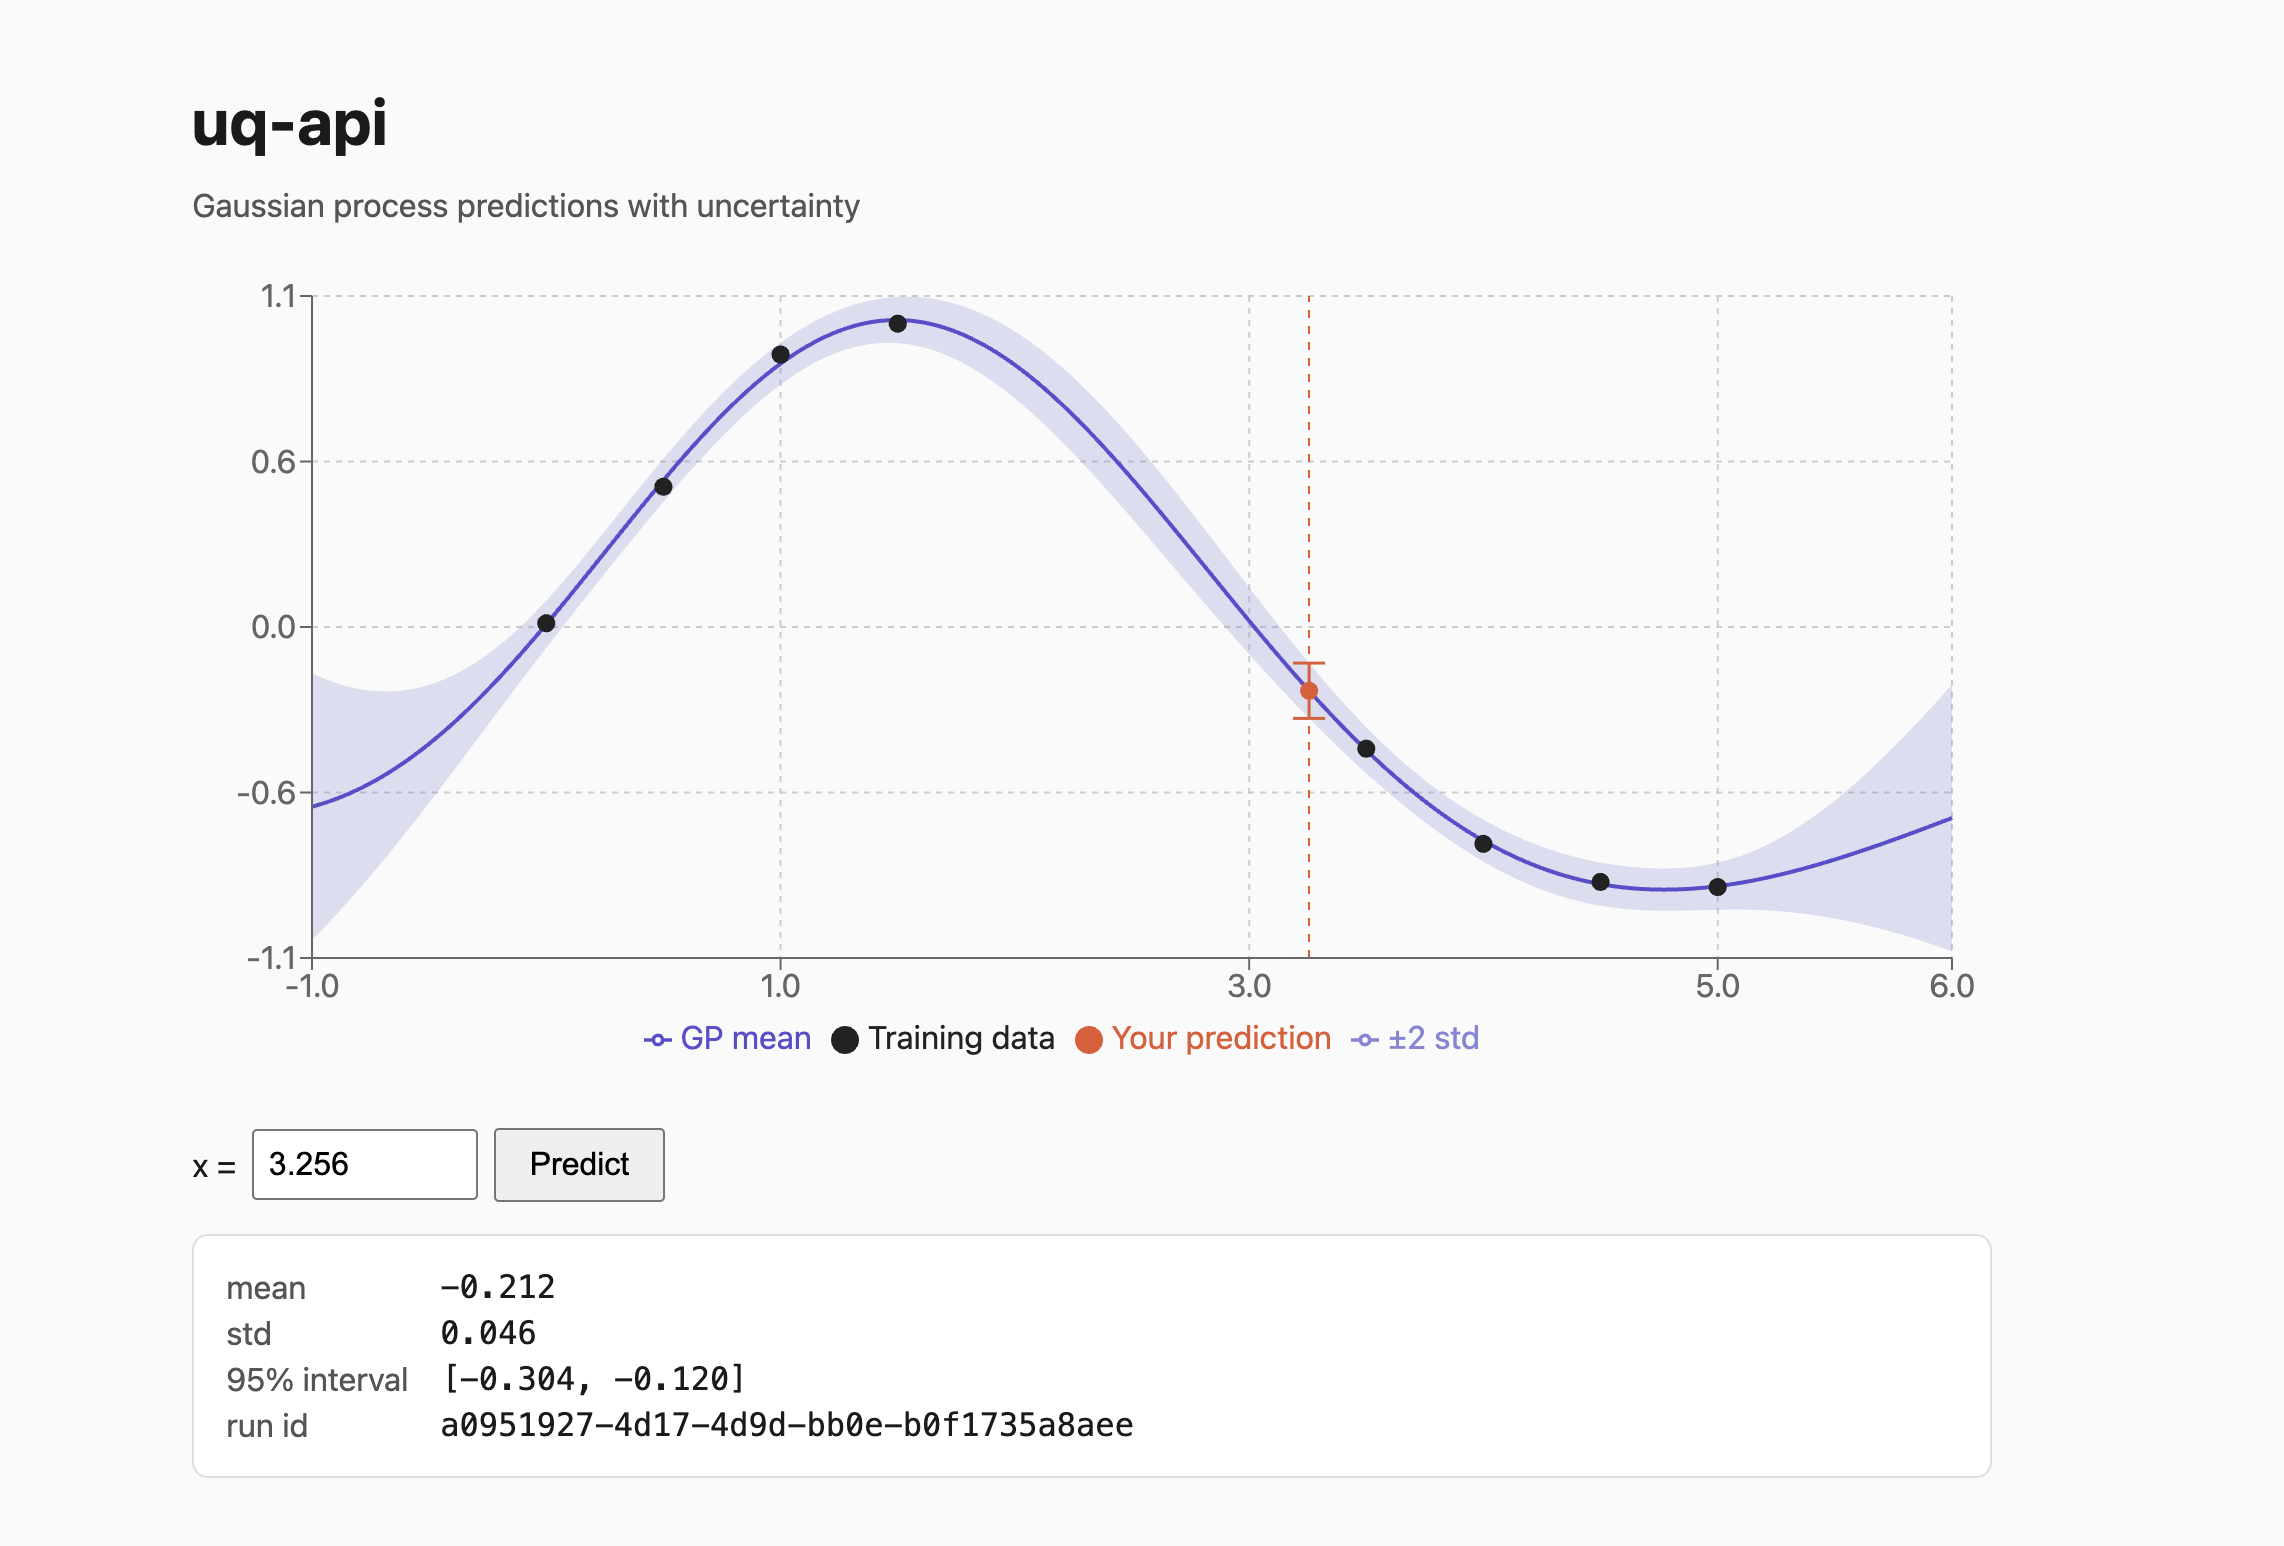 uq-api
Gaussian process predictions with uncertainty
1.1
0.6
0.0
-0.6
-1.1
-1.0 1.0 3.0 5.0 6.0
GP mean Training data Your prediction ±2 std
x = 3.256 Predict
mean −0.212
std 0.046
95% interval [−0.304, −0.120]
run id a0951927-4d17-4d9d-bb0e-b0f1735a8aee